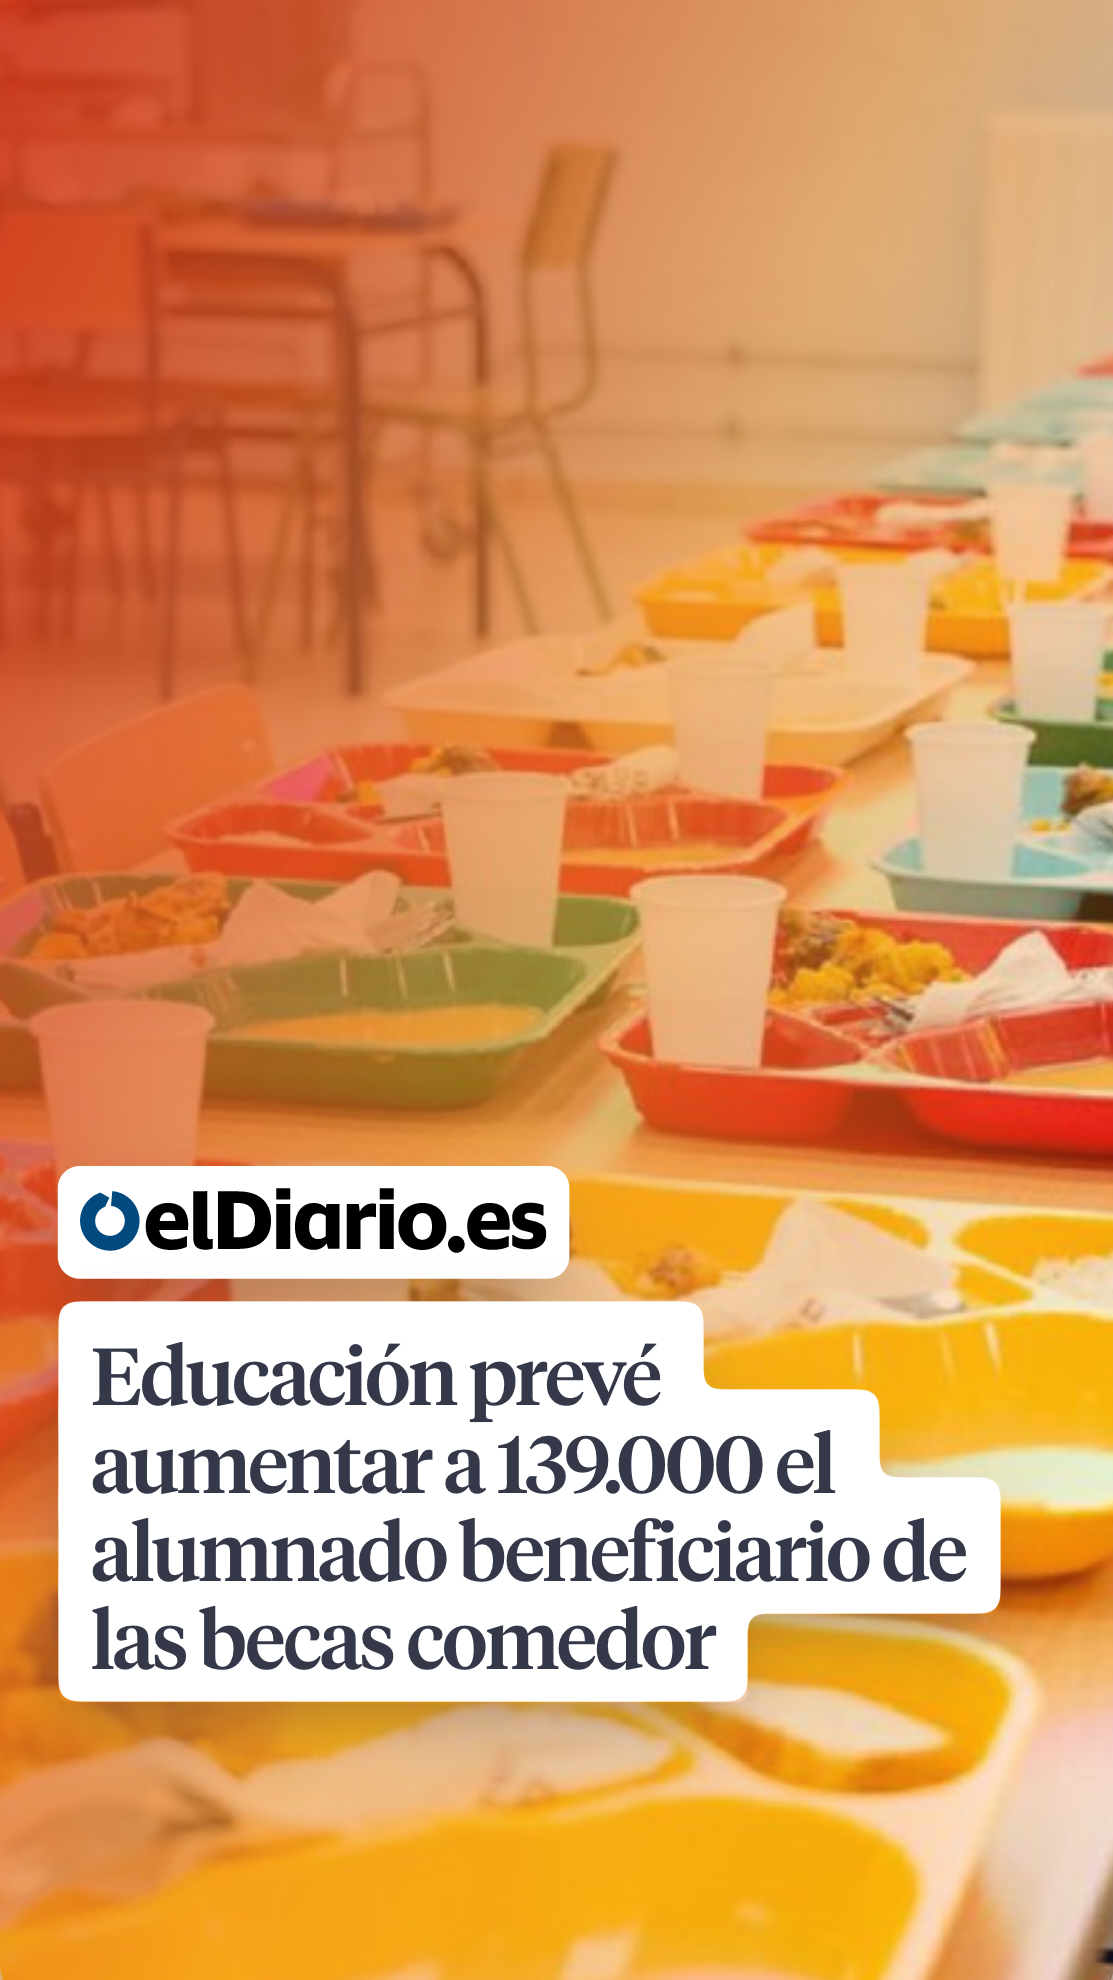 elDiario.es
Educación prevé
aumentar a 139.000 el
alumnado beneficiario de
las becas comedor